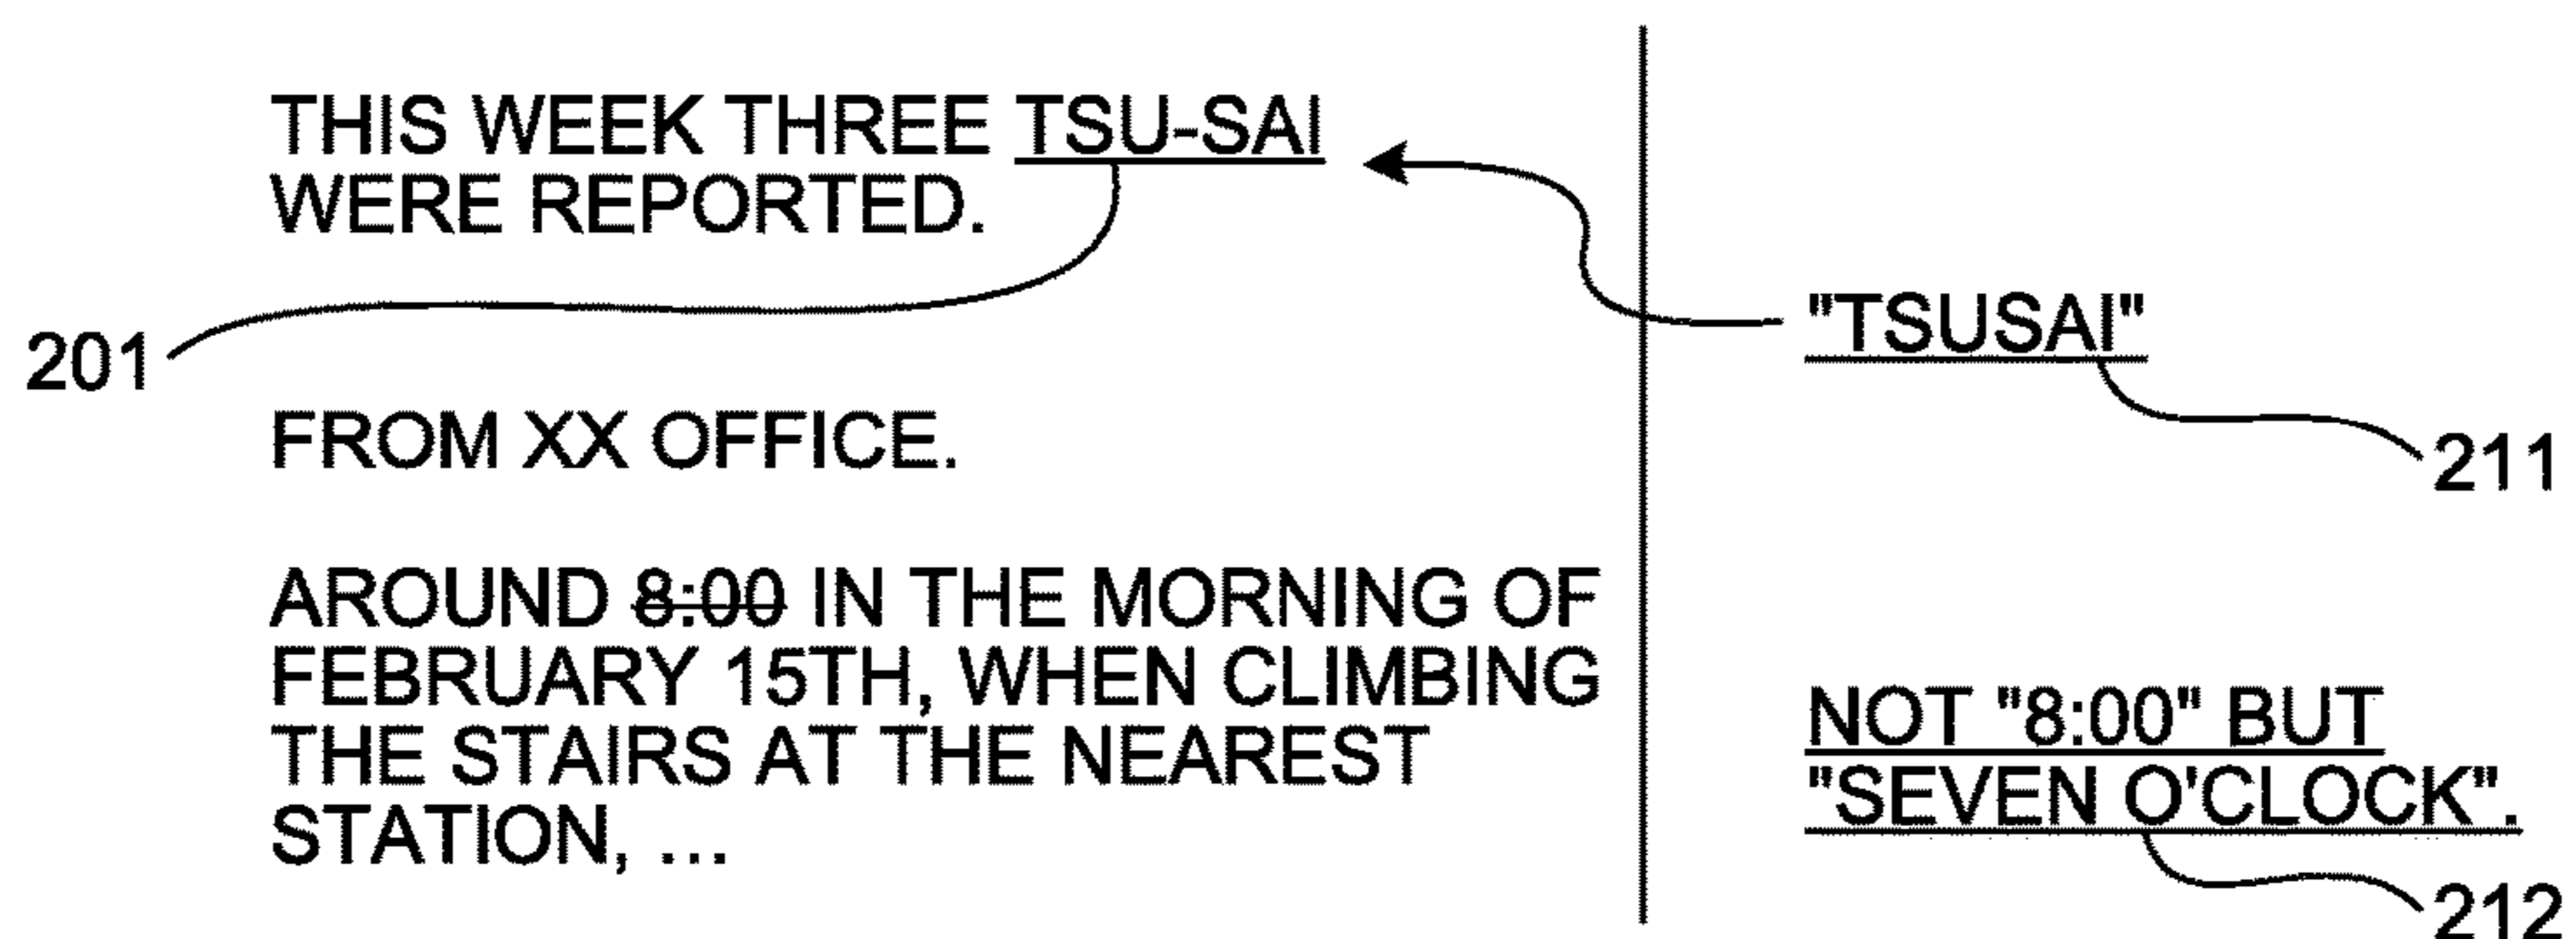 THIS WEEK THREE TSU-SAI
WERE REPORTED.
201
FROM XX OFFICE.
AROUND 8:00 IN THE MORNING OF
FEBRUARY 15TH, WHEN CLIMBING
THE STAIRS AT THE NEAREST
STATION, ...
"TSUSAI"
211
NOT "8:00" BUT
"SEVEN O'CLOCK".
212